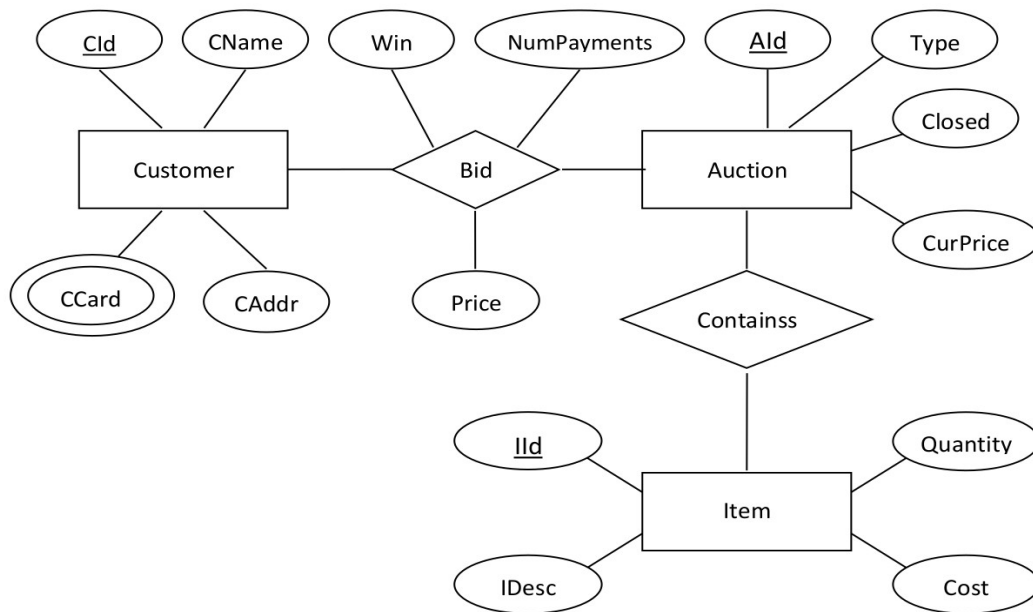 CId
CName
Win
NumPayments
AId
Type
Closed
Customer
Bid
Auction
CurPrice
CCard
CAddr
Price
Containss
IId
Quantity
Item
IDesc
Cost